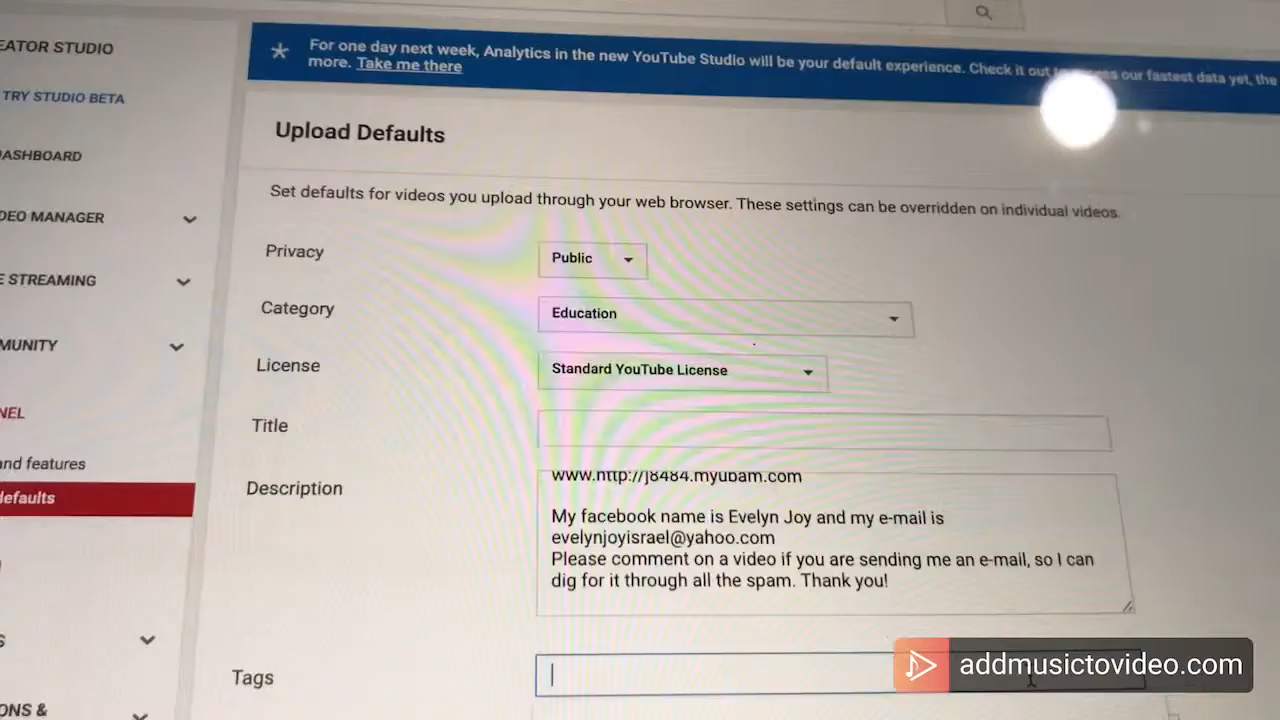 EATOR STUDIO
TRY STUDIO BETA
DASHBOARD
DEO MANAGER
E STREAMING
MUNITY
NEL
and features
defaults
For one day next week, Analytics in the new YouTube Studio will be your default experience. Check it out our fastest data yet, the
more. Take me there
Upload Defaults
Set defaults for videos you upload through your web browser. These settings can be overridden on individual videos.
Privacy
Public
Category
Education
License
Standard YouTube License
Title
Description
www.http://j8484.myubam.com
My facebook name is Evelyn Joy and my e-mail is
evelynjoyisrael@yahoo.com
Please comment on a video if you are sending me an e-mail, so I can
dig for it through all the spam. Thank you!
Tags
addmusictovideo.com
S
ONS &